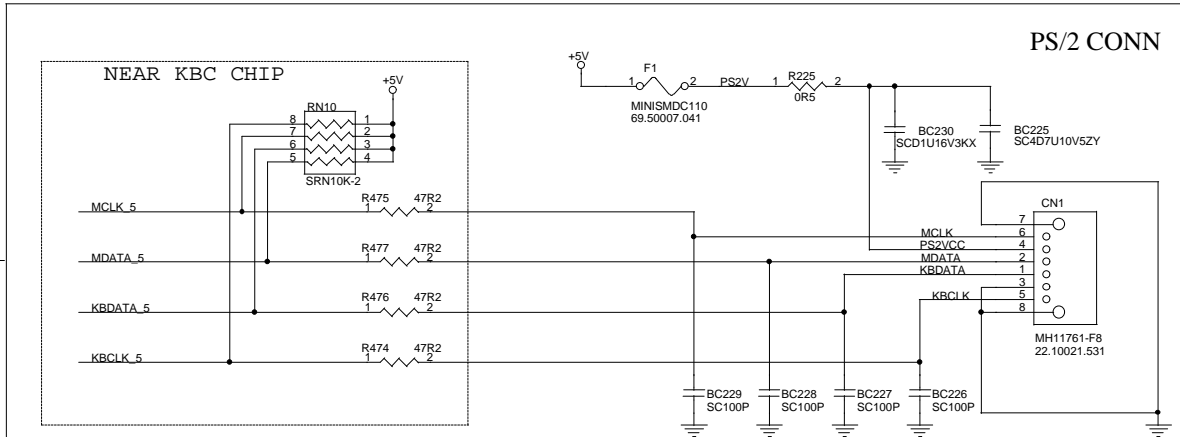 PS/2 CONN
NEAR KBC CHIP
+5V
RN10
8 1
7 2
6 3
5 4
SRN10K-2
+5V
F1
1 2
MINISMDC110
69.50007.041
PS2V
R225
1 2
0R5
BC230
SCD1U16V3KX
BC225
SC4D7U10V5ZY
MCLK_5
R475 47R2
1 2
MDATA_5
R477 47R2
1 2
KBDATA_5
R476 47R2
1 2
KBCLK_5
R474 47R2
1 2
CN1
7
MCLK 6
PS2VCC 4
MDATA 2
KBDATA 1
3
KBCLK 5
8
MH11761-F8
22.10021.531
BC229
SC100P
BC228
SC100P
BC227
SC100P
BC226
SC100P